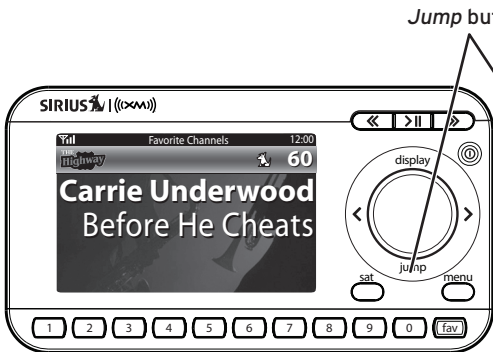 Jump
SIRIUS | ((XM))
Favorite Channels 12:00
THE Highway 60
Carrie Underwood
Before He Cheats
display
jump
sat menu
1 2 3 4 5 6 7 8 9 0 fav